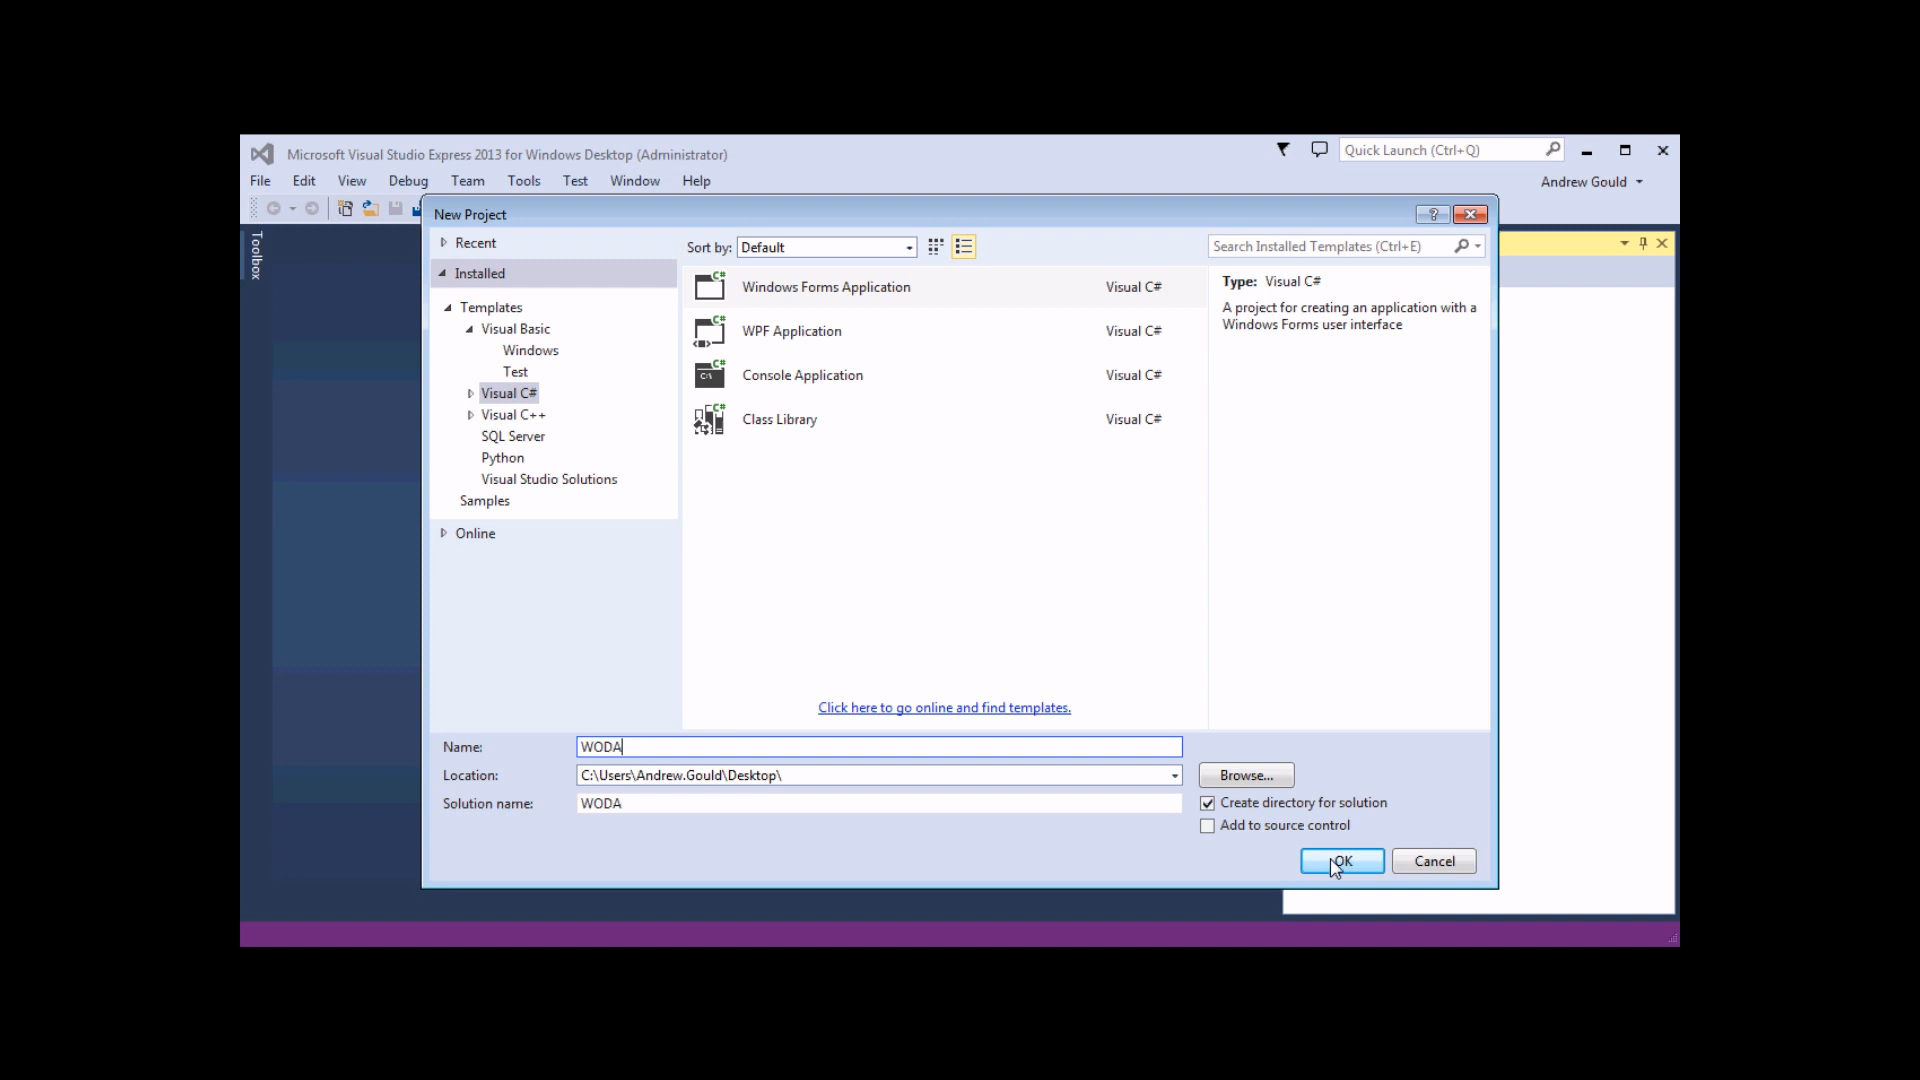 Microsoft Visual Studio Express 2013 for Windows Desktop (Administrator)
Quick Launch (Ctrl+Q)
File Edit View Debug Team Tools Test Window Help
Andrew Gould
Toolbox
New Project
Recent
Installed
Templates
Visual Basic
Windows
Test
Visual C#
Visual C++
SQL Server
Python
Visual Studio Solutions
Samples
Online
Sort by: Default
Windows Forms Application Visual C#
WPF Application Visual C#
Console Application Visual C#
Class Library Visual C#
Click here to go online and find templates.
Search Installed Templates (Ctrl+E)
Type: Visual C#
A project for creating an application with a
Windows Forms user interface
Name: WODA
Location: C:\Users\Andrew.Gould\Desktop\
Browse...
Solution name: WODA
Create directory for solution
Add to source control
OK
Cancel